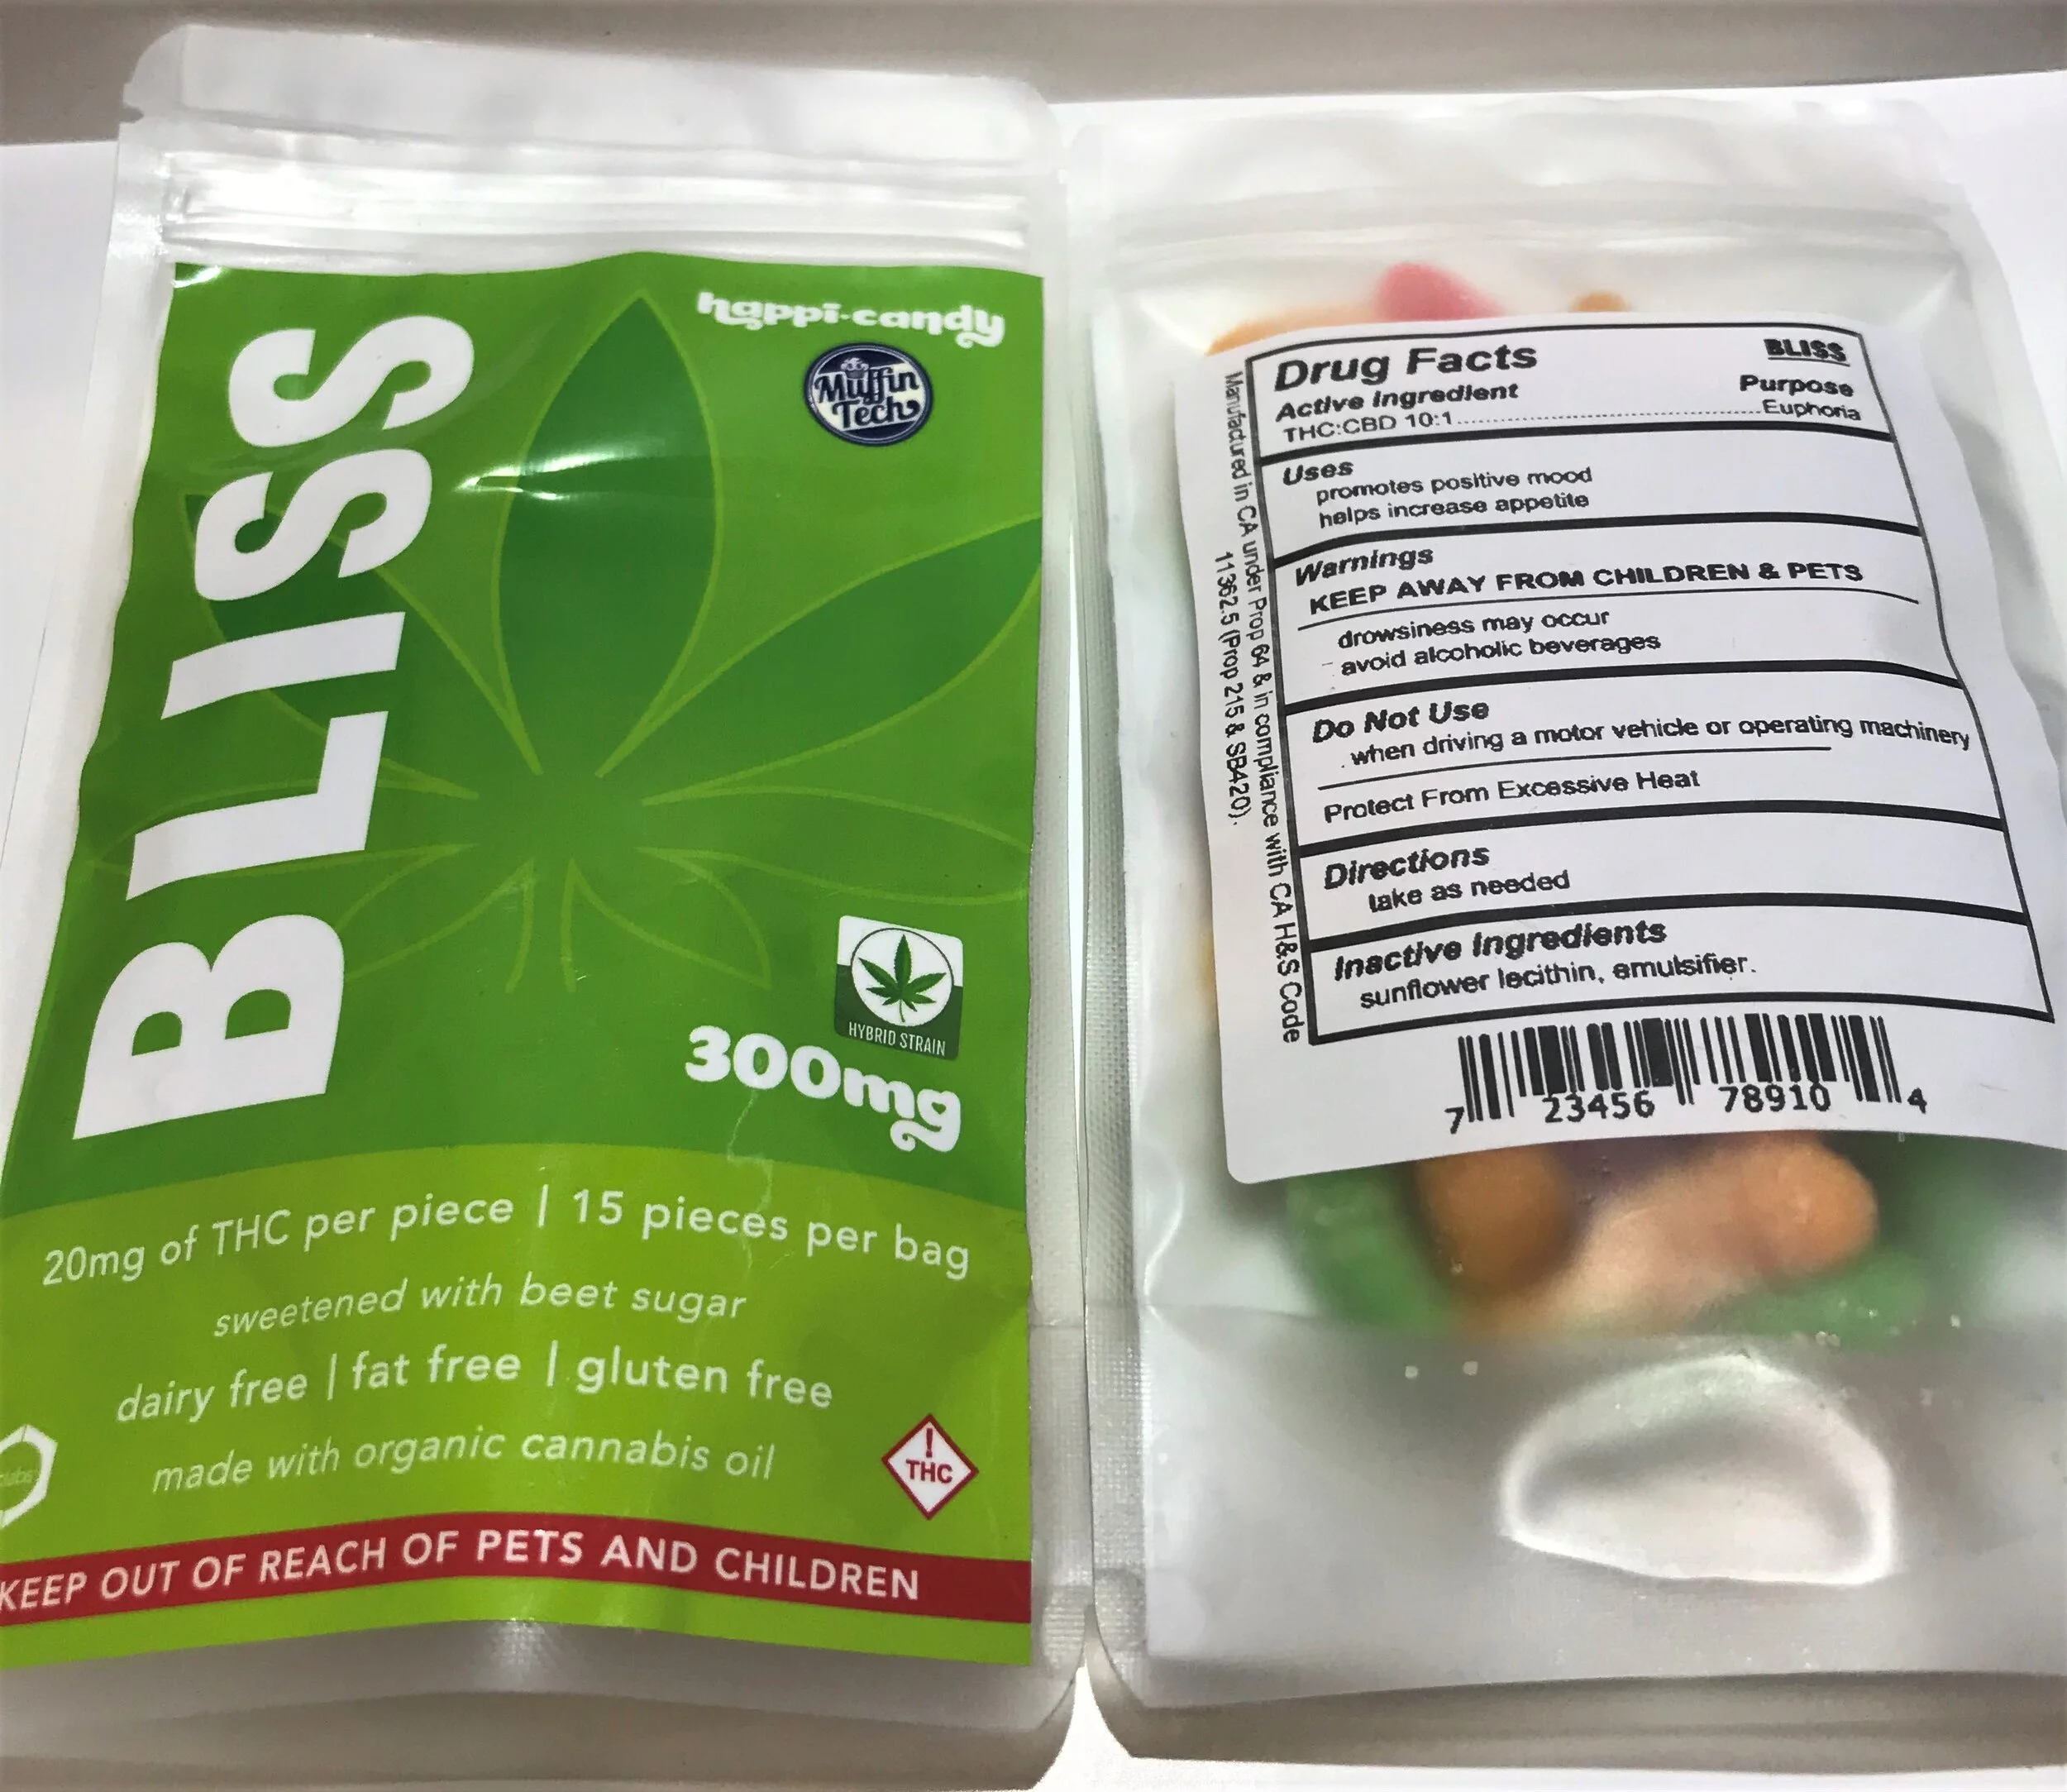 BLISS
happi-candy
Muffin
Tech
HYBRID STRAIN
300mg
20mg of THC per piece | 15 pieces per bag
sweetened with beet sugar
dairy free | fat free | gluten free
made with organic cannabis oil
labs
!
THC
KEEP OUT OF REACH OF PETS AND CHILDREN
Drug Facts
BLISS
Active Ingredient
Purpose
THC:CBD 10:1
Euphoria
Uses
promotes positive mood
helps increase appetite
Warnings
KEEP AWAY FROM CHILDREN & PETS
drowsiness may occur
avoid alcoholic beverages
Do Not Use
when driving a motor vehicle or operating machinery
Protect From Excessive Heat
Directions
take as needed
Inactive Ingredients
sunflower lecithin, emulsifier.
Manufactured in CA under Prop 64 & in compliance with CA H&S Code
11362.5 (Prop 215 & SB420).
7 23456 78910 4